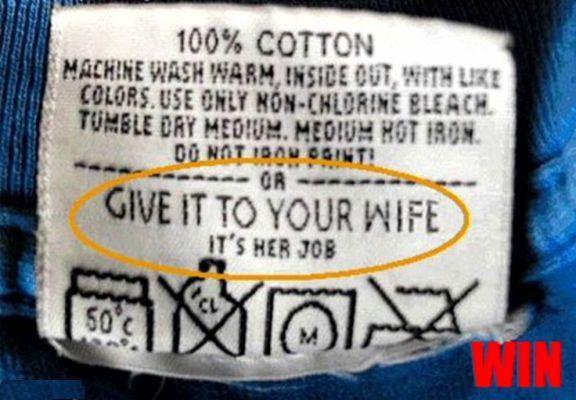 100% COTTON
MACHINE WASH WARM, INSIDE OUT, WITH LIKE
COLORS. USE ONLY NON-CHLORINE BLEACH.
TUMBLE DRY MEDIUM. MEDIUM HOT IRON.
DO NOT IRON PRINT!
OR
GIVE IT TO YOUR WIFE
IT'S HER JOB
50°C
CL
M
WIN